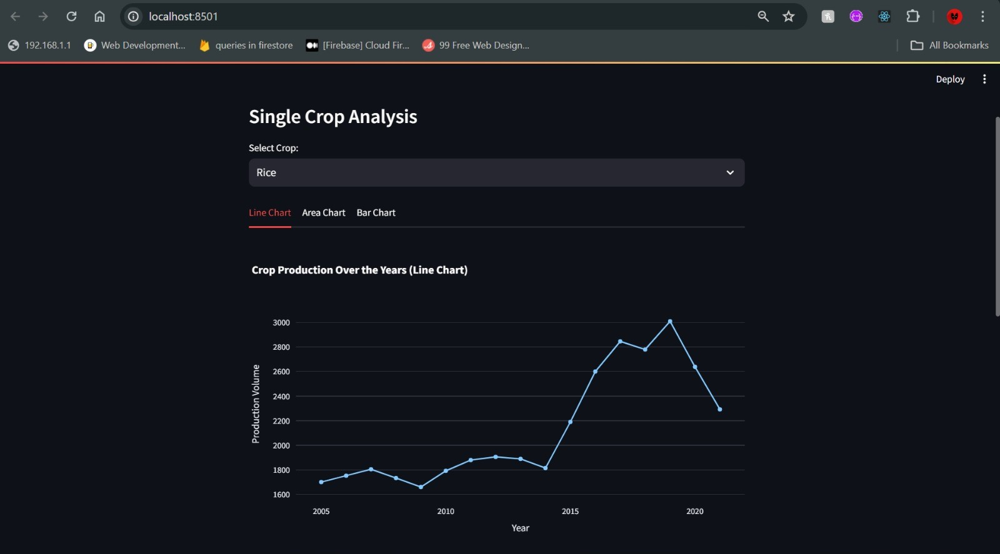 localhost:8501
192.168.1.1 Web Development... queries in firestore [Firebase] Cloud Fir... 99 Free Web Design... All Bookmarks
Deploy
Single Crop Analysis
Select Crop:
Rice
Line Chart Area Chart Bar Chart
Crop Production Over the Years (Line Chart)
Production Volume
3000
2800
2600
2400
2200
2000
1800
1600
2005 2010 2015 2020
Year